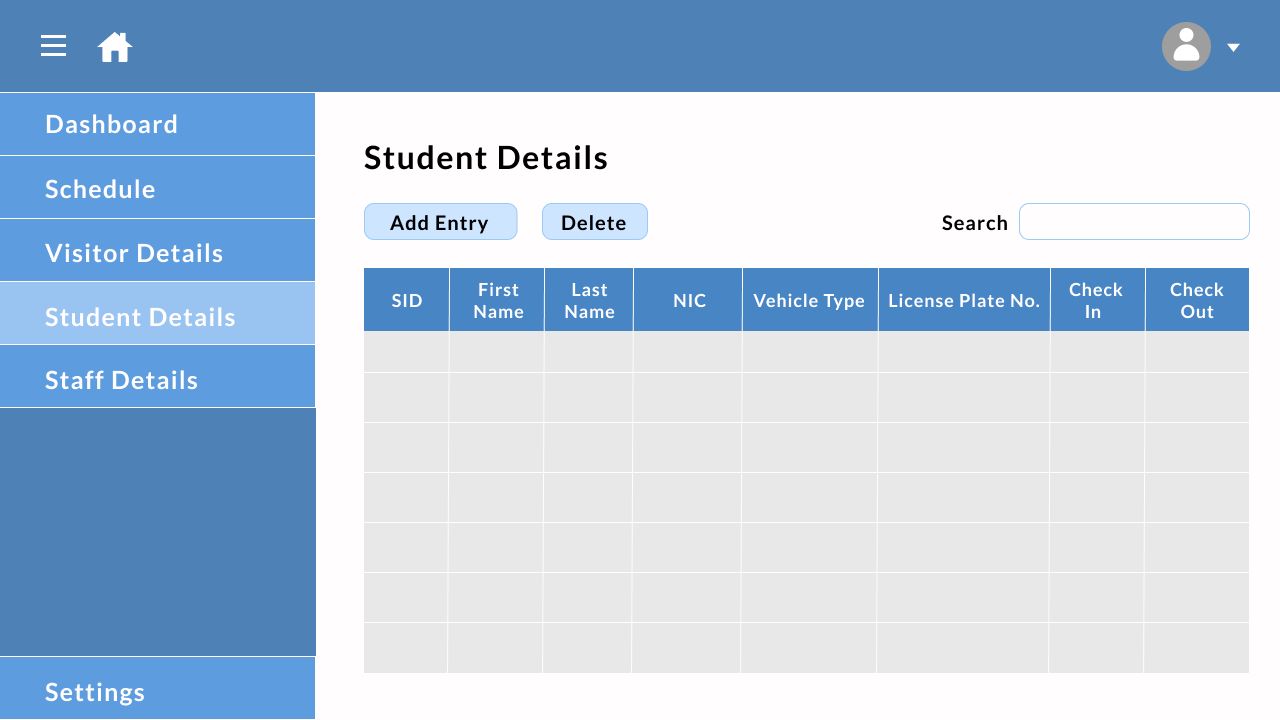 Dashboard
Schedule
Visitor Details
Student Details
Staff Details
Settings
Student Details
Add Entry
Delete
Search
SID
First
Name
Last
Name
NIC
Vehicle Type
License Plate No.
Check
In
Check
Out